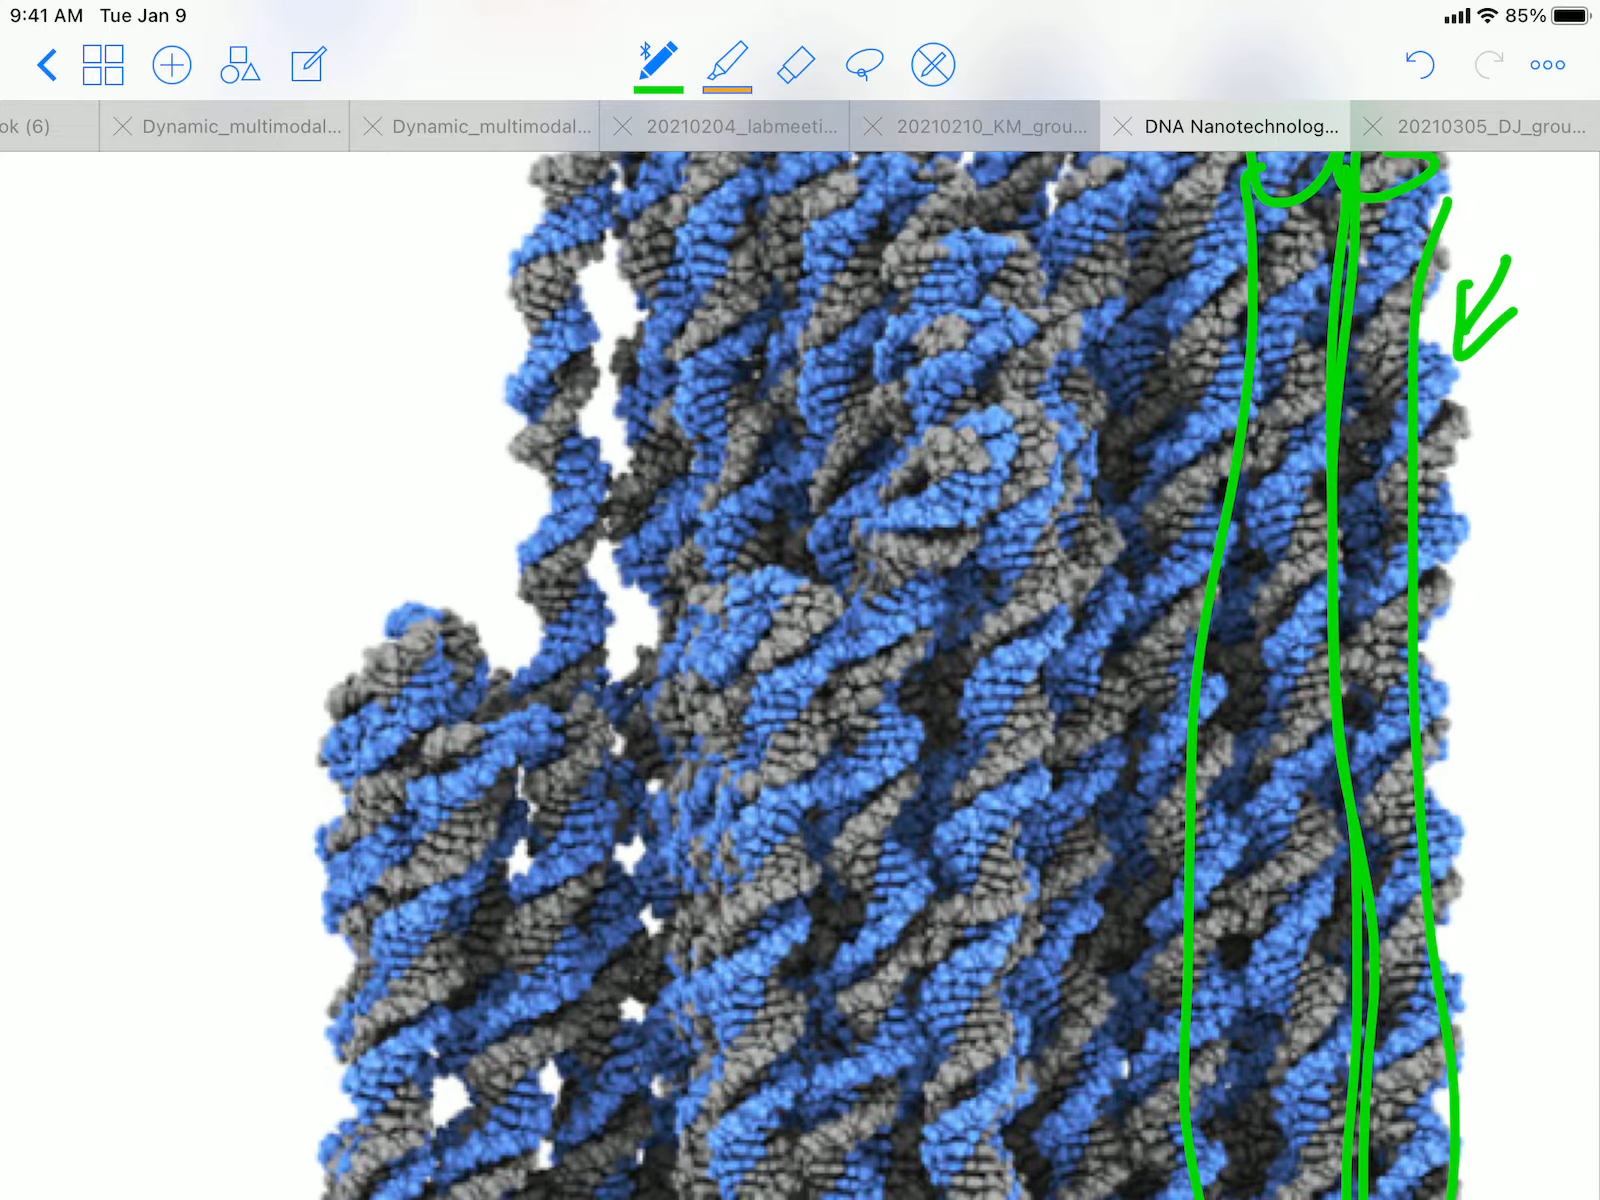 9:41 AM Tue Jan 9
85%
ok (6)
Dynamic_multimodal...
Dynamic_multimodal...
20210204_labmeeti...
20210210_KM_grou...
DNA Nanotechnolog...
20210305_DJ_grou...